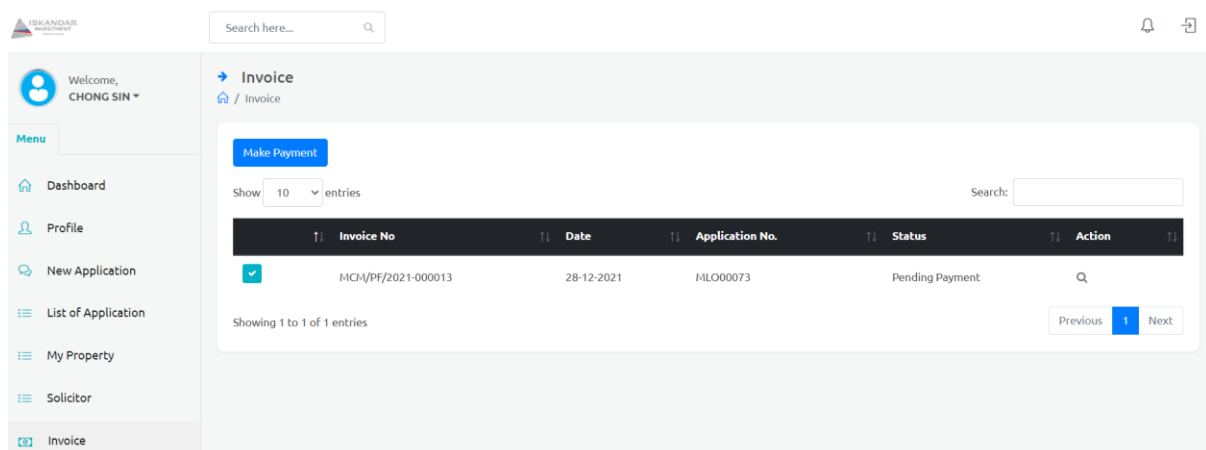 ISKANDAR
INVESTMENT
Search here...
Welcome,
CHONG SIN
Menu
Dashboard
Profile
New Application
List of Application
My Property
Solicitor
Invoice
Invoice
/ Invoice
Make Payment
Show 10 entries
Search:
Invoice No Date Application No. Status Action
MCM/PF/2021-000013 28-12-2021 MLO00073 Pending Payment
Showing 1 to 1 of 1 entries
Previous 1 Next